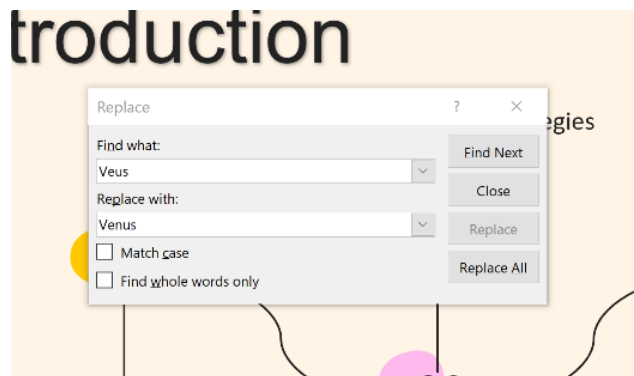 troduction
Replace
?
egies
Find what:
Find Next
Veus
Close
Replace with:
Venus
Replace
Match case
Replace All
Find whole words only